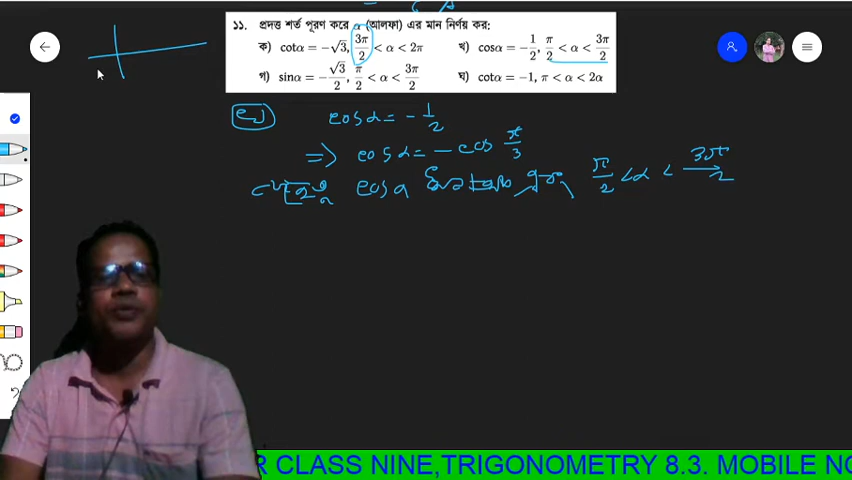 ১১. প্রদত্ত শর্ত পূরণ করে α (আলফা) এর মান নির্ণয় কর:
ক) cotα = −√3, 3π/2 < α < 2π খ) cosα = −1/2, π/2 < α < 3π/2
গ) sinα = −√3/2, π/2 < α < 3π/2 ঘ) cotα = −1, π < α < 2α
cosα = −1/2
⇒ cosα = −cos π/3
π/2 < α < 3π/2
R CLASS NINE,TRIGONOMETRY 8.3. MOBILE NO